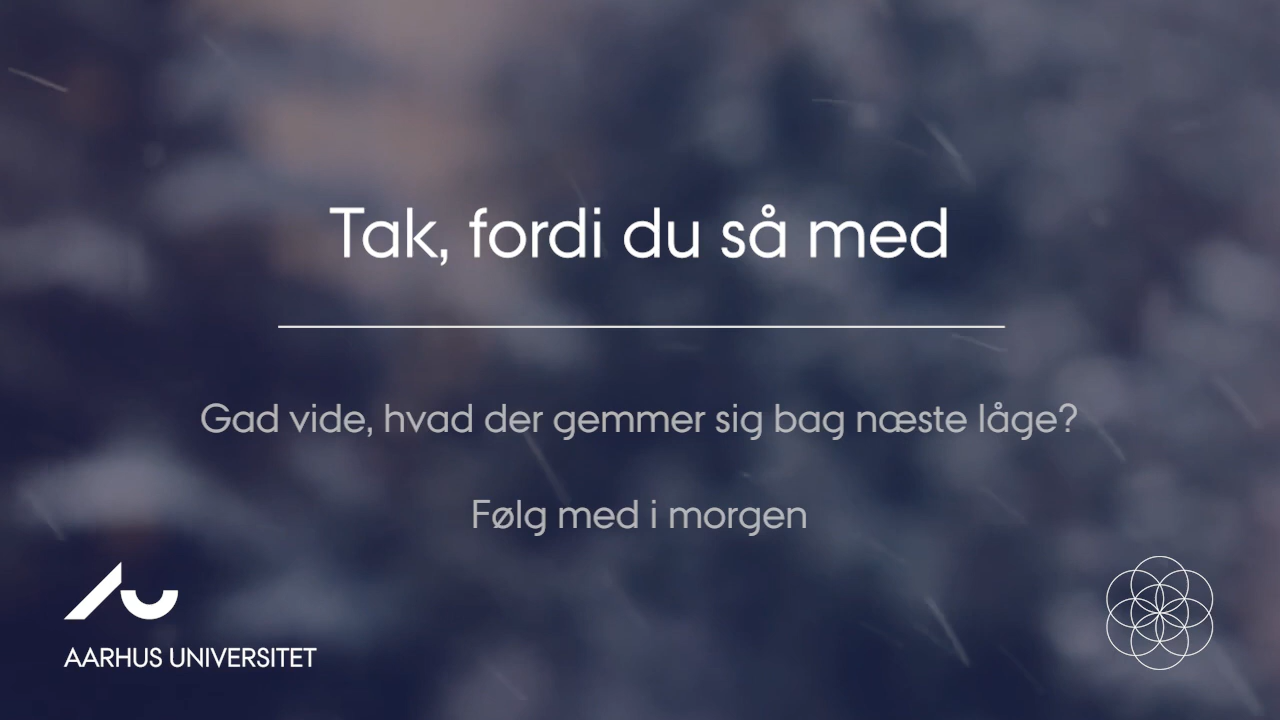 Tak, fordi du så med
Gad vide, hvad der gemmer sig bag næste låge?
Følg med i morgen
AARHUS UNIVERSITET